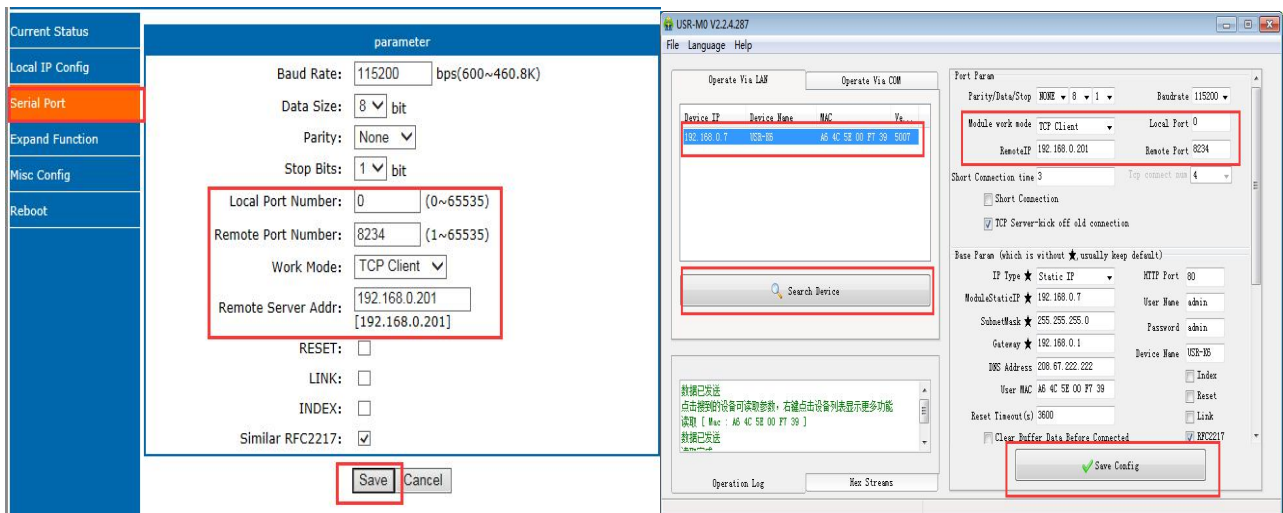 Current Status
Local IP Config
Serial Port
Expand Function
Misc Config
Reboot
parameter
Baud Rate: 115200 bps(600~460.8K)
Data Size: 8 bit
Parity: None
Stop Bits: 1 bit
Local Port Number: 0 (0~65535)
Remote Port Number: 8234 (1~65535)
Work Mode: TCP Client
Remote Server Addr: 192.168.0.201
[192.168.0.201]
RESET:
LINK:
INDEX:
Similar RFC2217:
Save Cancel
USR-M0 V2.2.4.287
File Language Help
Operate Via LAN Operate Via COM
Device IP Device Name MAC Ve...
192.168.0.7 USR-K6 A6 4C 5E 00 F7 39 5007
Search Device
数据已发送
点击搜到的设备可读取参数，右键点击设备列表显示更多功能
读取 [ Mac : A6 4C 5E 00 F7 39 ]
数据已发送
Operation Log Hex Streams
Port Param
Parity/Data/Stop NONE 8 1 Baudrate 115200
Module work mode TCP Client Local Port 0
RemoteIP 192.168.0.201 Remote Port 8234
Short Connection time 3 Tcp connect num 4
Short Connection
TCP Server-kick off old connection
Base Param (which is without ★,usually keep default)
IP Type ★ Static IP HTTP Port 80
ModuleStaticIP ★ 192.168.0.7 User Name admin
SubnetMask ★ 255.255.255.0 Password admin
Gateway ★ 192.168.0.1 Device Name USR-K6
DNS Address 208.67.222.222 Index
User MAC A6 4C 5E 00 F7 39 Reset
Reset Timeout(s) 3600 Link
Clear Buffer Data Before Connected RFC2217
Save Config